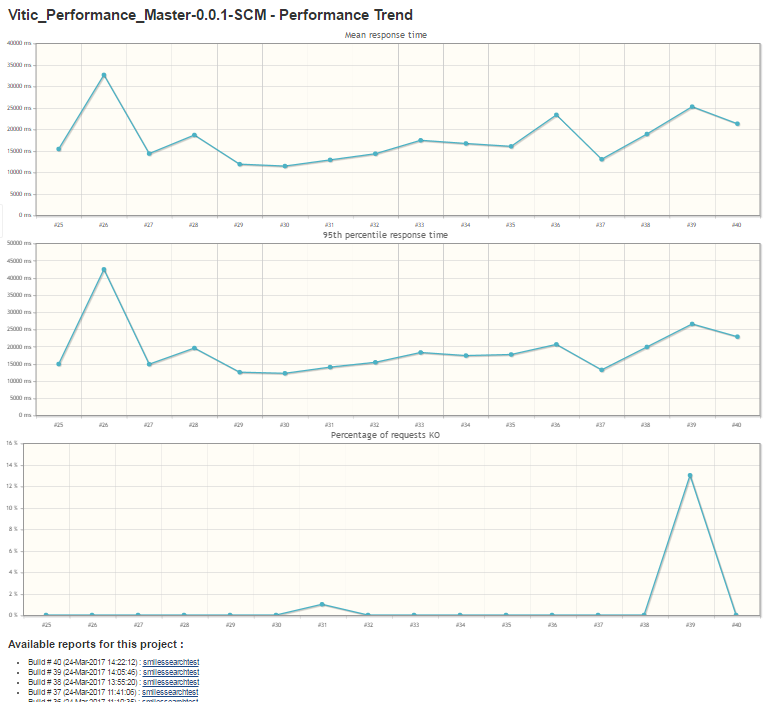 Vitic_Performance_Master-0.0.1-SCM - Performance Trend
Mean response time
40000 ms
35000 ms
30000 ms
25000 ms
20000 ms
15000 ms
10000 ms
5000 ms
0 ms
#25 #26 #27 #28 #29 #30 #31 #32 #33 #34 #35 #36 #37 #38 #39 #40
95th percentile response time
50000 ms
45000 ms
40000 ms
35000 ms
30000 ms
25000 ms
20000 ms
15000 ms
10000 ms
5000 ms
0 ms
#25 #26 #27 #28 #29 #30 #31 #32 #33 #34 #35 #36 #37 #38 #39 #40
Percentage of requests KO
16 %
14 %
12 %
10 %
8 %
6 %
4 %
2 %
0 %
#25 #26 #27 #28 #29 #30 #31 #32 #33 #34 #35 #36 #37 #38 #39 #40
Available reports for this project :
Build # 40 (24-Mar-2017 14:22:12) : smilessearchtest
Build # 39 (24-Mar-2017 14:05:46) : smilessearchtest
Build # 38 (24-Mar-2017 13:55:20) : smilessearchtest
Build # 37 (24-Mar-2017 11:41:06) : smilessearchtest